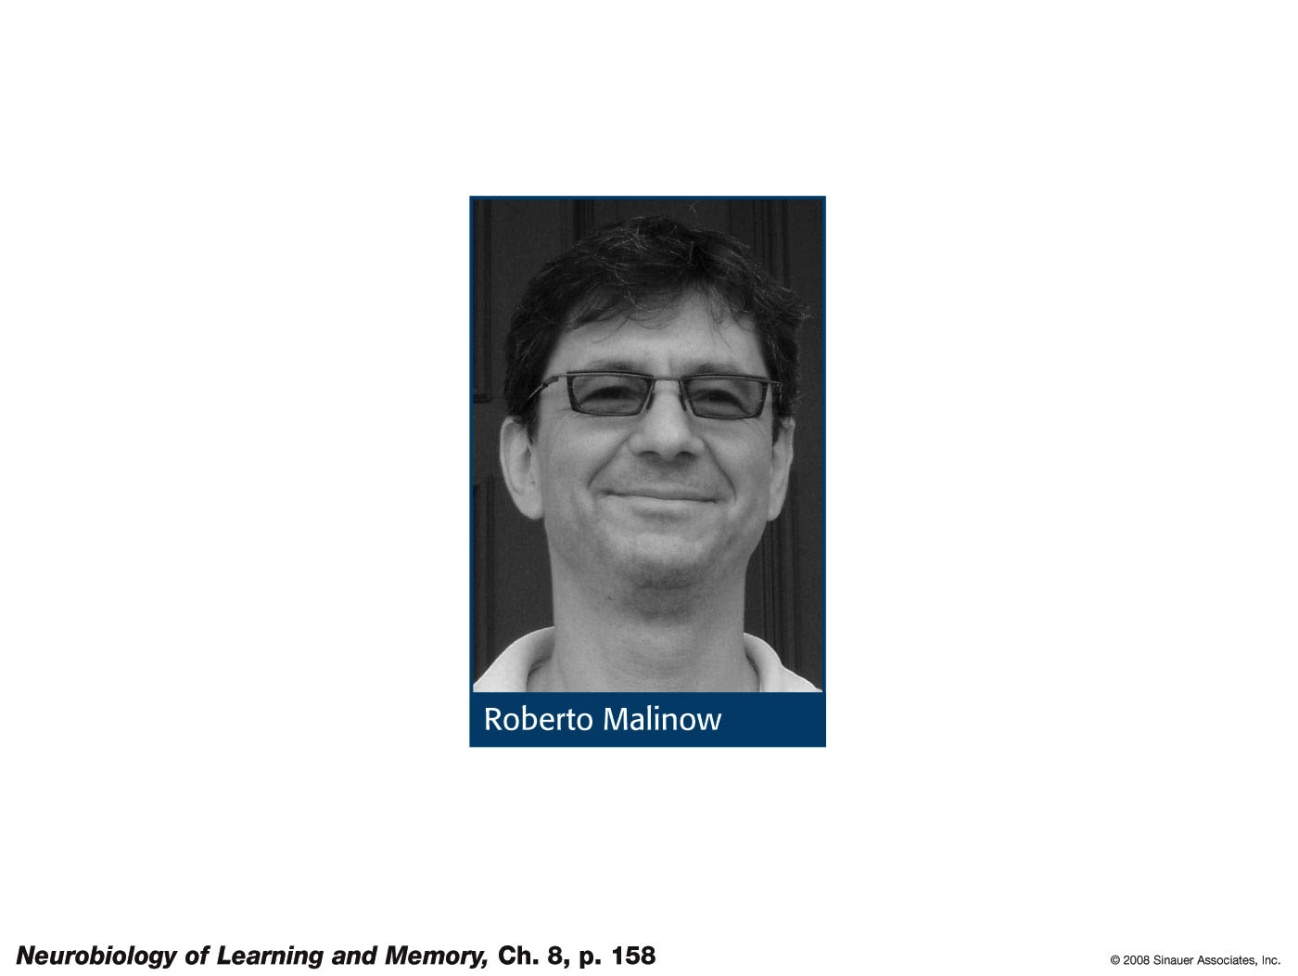 Roberto Malinow
Neurobiology of Learning and Memory, Ch. 8, p. 158
© 2008 Sinauer Associates, Inc.